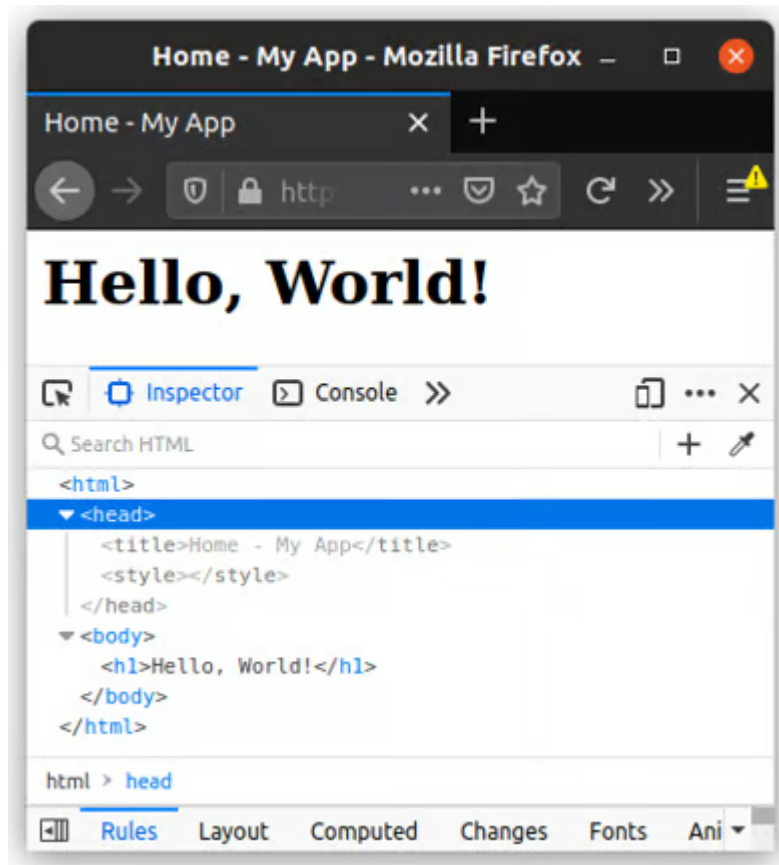 Home - My App - Mozilla Firefox
Home - My App
http
Hello, World!
Inspector Console
Search HTML
<html>
<head>
<title>Home - My App</title>
<style></style>
</head>
<body>
<h1>Hello, World!</h1>
</body>
</html>
html > head
Rules Layout Computed Changes Fonts Ani